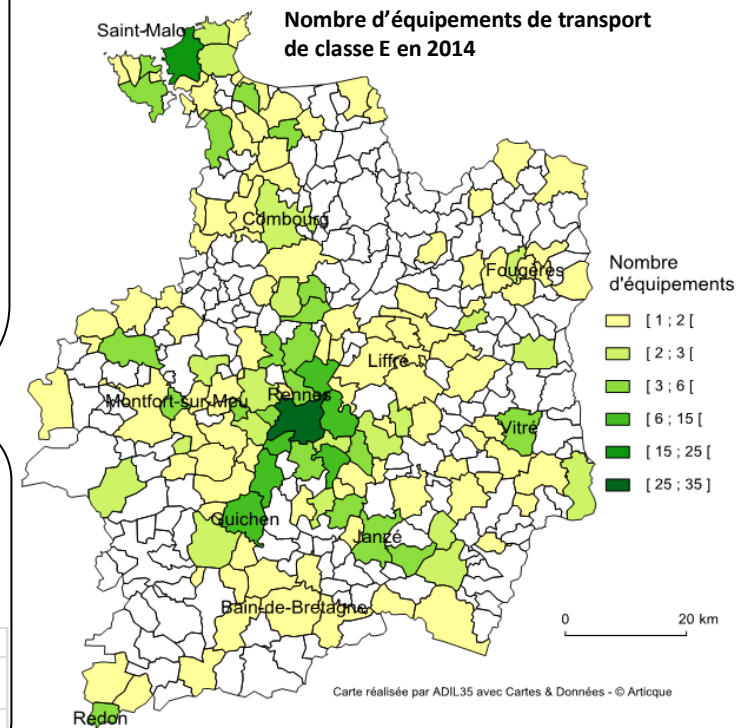 Nombre d'équipements de transport
de classe E en 2014
Saint-Malo
Combourg
Fougères
Liffré
Montfort-sur-Meu
Rennes
Vitré
Guichen
Janzé
Bain-de-Bretagne
Redon
Nombre
d'équipements
[ 1 ; 2 [
[ 2 ; 3 [
[ 3 ; 6 [
[ 6 ; 15 [
[ 15 ; 25 [
[ 25 ; 35 ]
0 20 km
Carte réalisée par ADIL35 avec Cartes & Données - © Articque